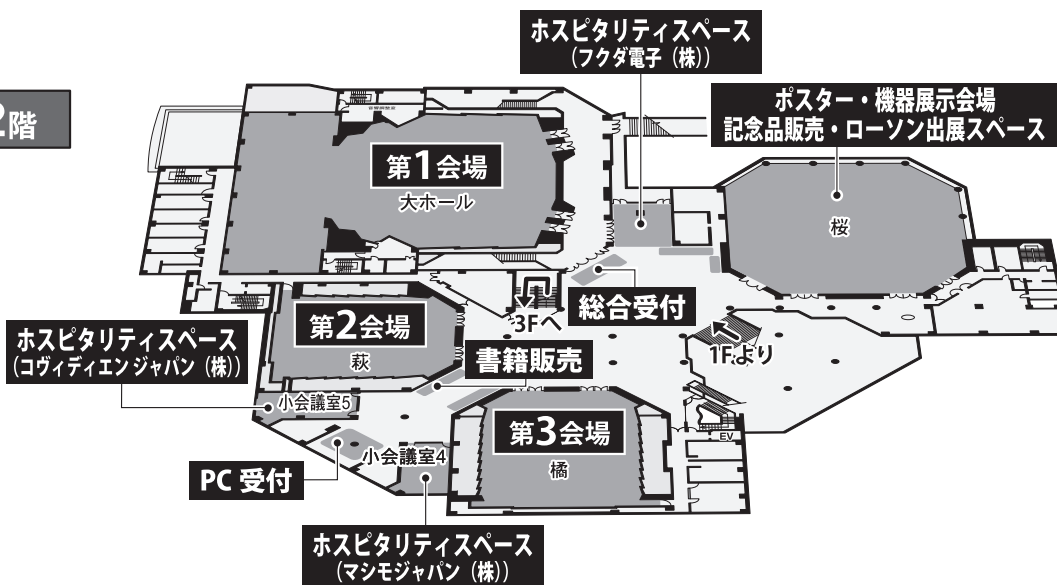 ホスピタリティスペース
（フクダ電子（株））
2階
ポスター・機器展示会場
記念品販売・ローソン出展スペース
第1会場
大ホール
桜
総合受付
3Fへ
第2会場
萩
1Fより
ホスピタリティスペース
（コヴィディエンジャパン（株））
書籍販売
小会議室5
第3会場
橘
EV
小会議室4
PC 受付
ホスピタリティスペース
（マシモジャパン（株））